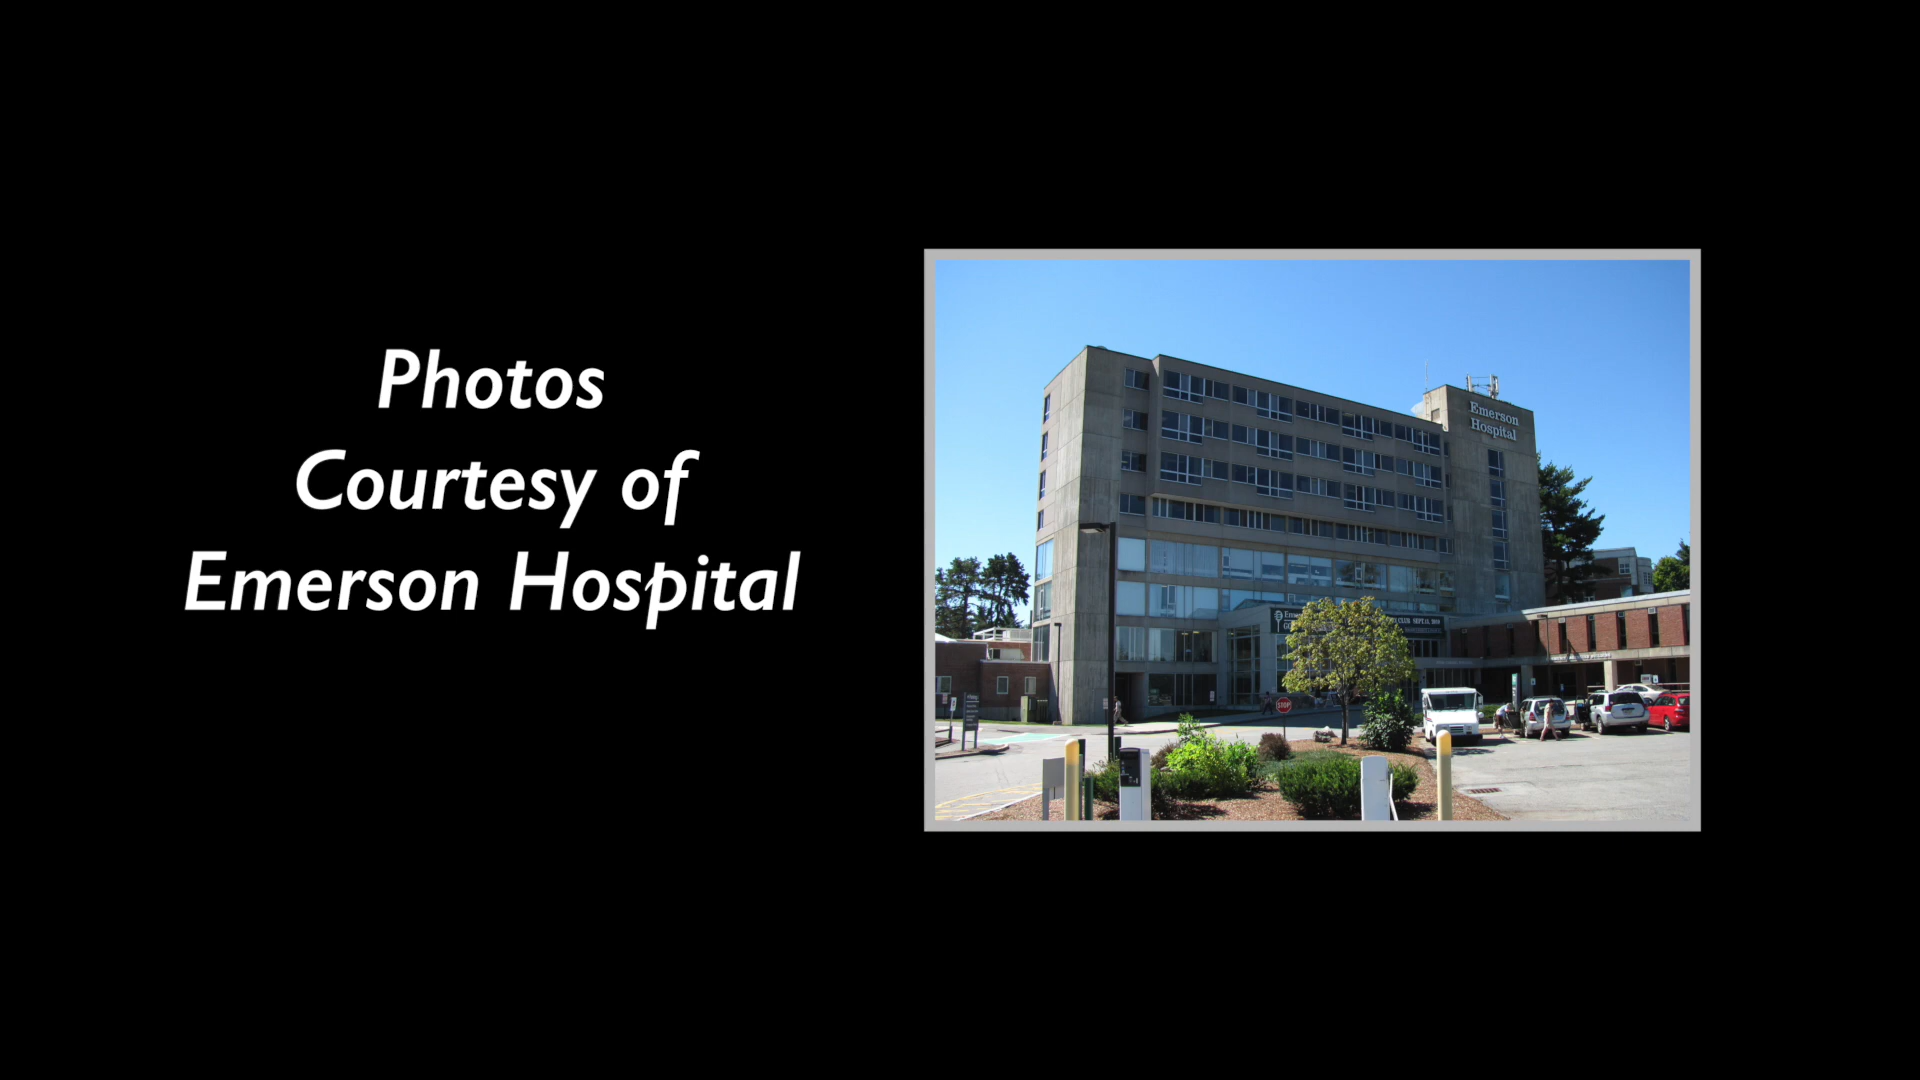 Photos
Courtesy of
Emerson Hospital
Emerson
Hospital
STOP